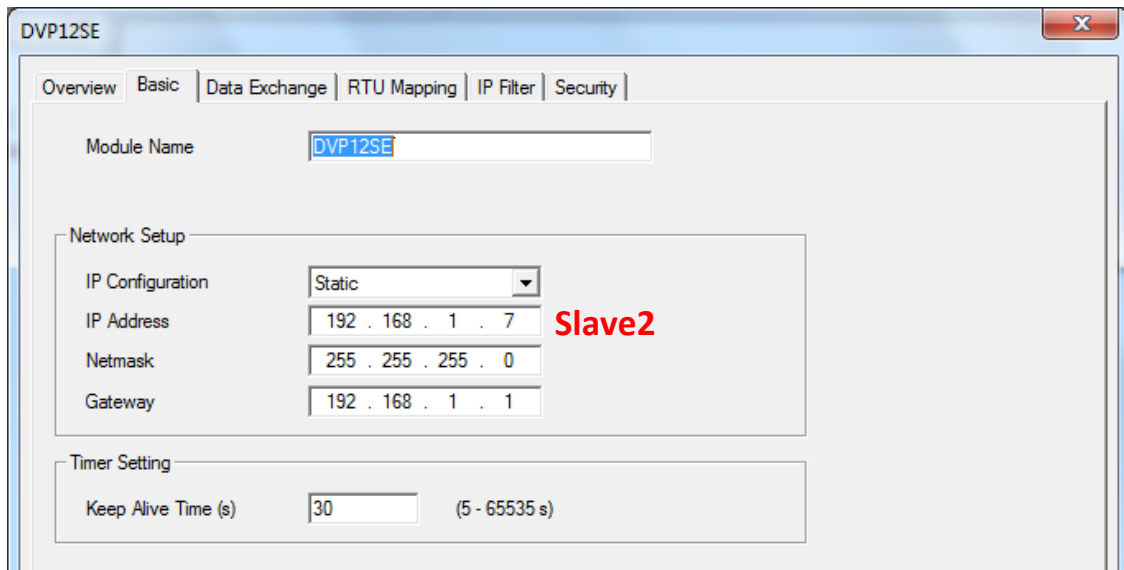 DVP12SE
X
Overview Basic Data Exchange RTU Mapping IP Filter Security
Module Name DVP12SE
Network Setup
IP Configuration Static
IP Address 192 . 168 . 1 . 7 Slave2
Netmask 255 . 255 . 255 . 0
Gateway 192 . 168 . 1 . 1
Timer Setting
Keep Alive Time (s) 30 (5 - 65535 s)